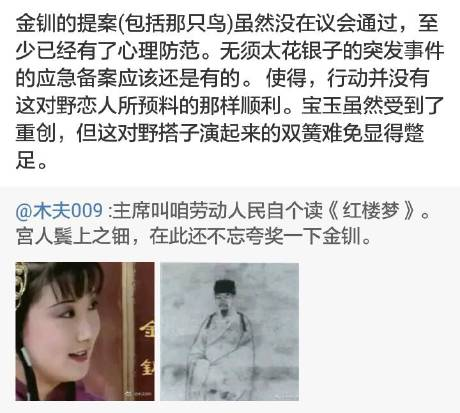 金钏的提案(包括那只鸟)虽然没在议会通过，至
少已经有了心理防范。无须太花银子的突发事件
的应急备案应该还是有的。 使得，行动并没有
这对野恋人所预料的那样顺利。宝玉虽然受到了
重创，但这对野搭子演起来的双簧难免显得蹩
足。
@木夫009 :主席叫咱劳动人民自个读《红楼梦》。
宫人鬓上之钿，在此还不忘夸奖一下金钏。
金
钏